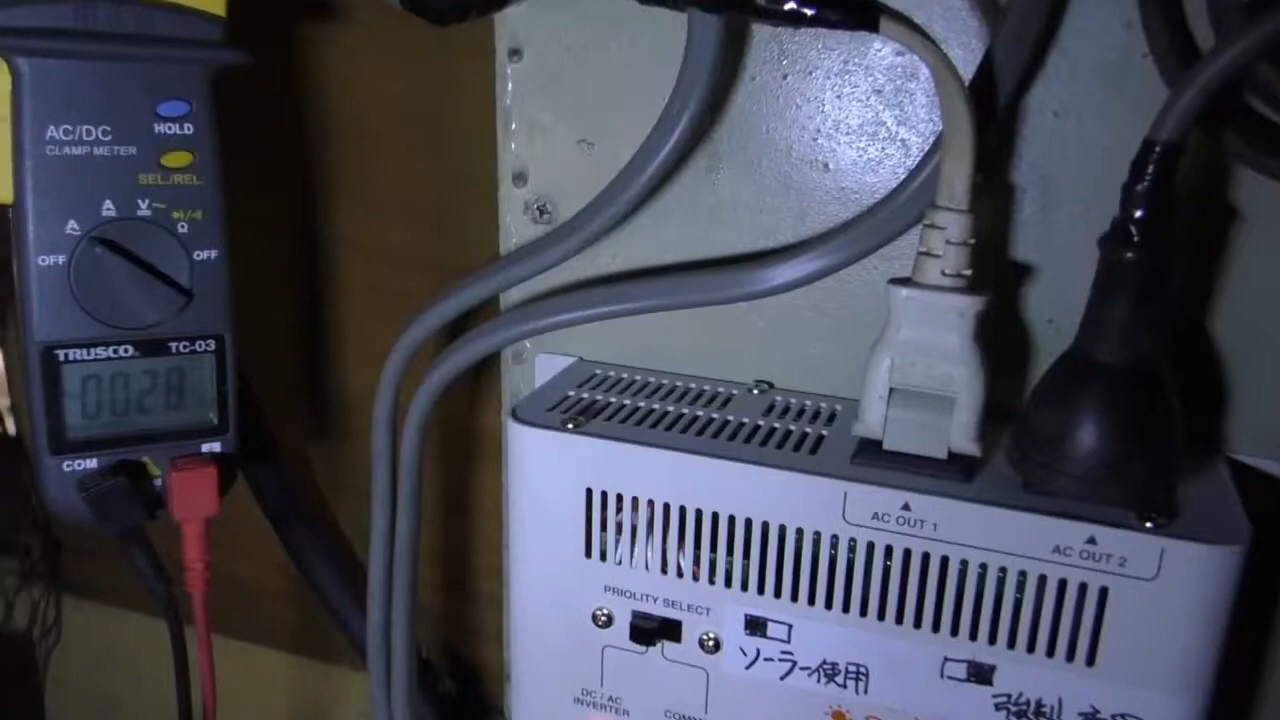 AC/DC
HOLD
CLAMP METER
SEL./REL.
A
A
V
Ω
OFF
OFF
TRUSCO
TC-03
0028
COM
AC OUT 1
AC OUT 2
PRIOLITY SELECT
ソーラー使用
DC / AC
INVERTER